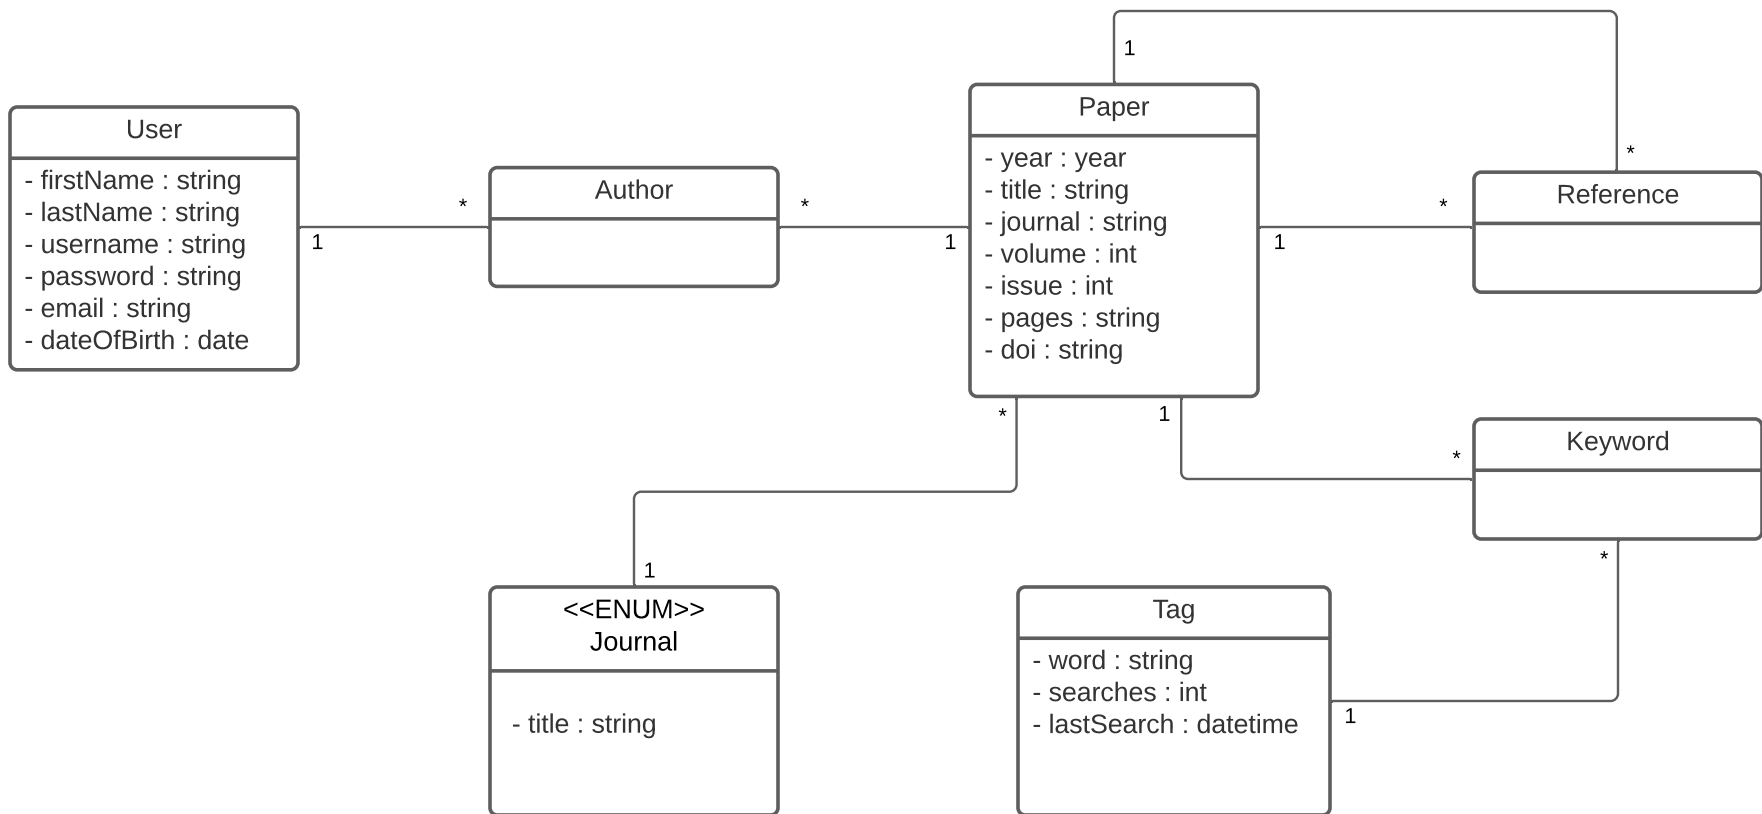 User
- firstName : string
- lastName : string
- username : string
- password : string
- email : string
- dateOfBirth : date
1
*
Author
*
1
Paper
- year : year
- title : string
- journal : string
- volume : int
- issue : int
- pages : string
- doi : string
1
*
1
*
Reference
1
*
Keyword
*
1
<<ENUM>>
Journal
- title : string
Tag
- word : string
- searches : int
- lastSearch : datetime
*
1